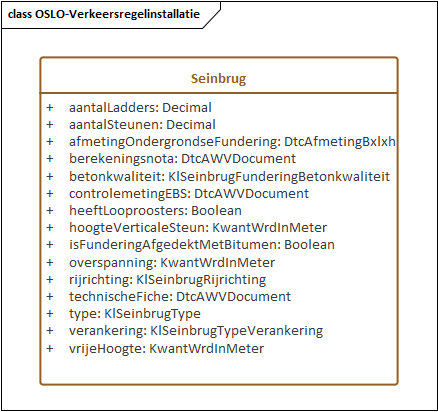 class OSLO-Verkeersregelinstallatie
Seinbrug
+ aantalLadders: Decimal
+ aantalSteunen: Decimal
+ afmetingOndergrondseFundering: DtcAfmetingBxlxh
+ berekeningsnota: DtcAWVDocument
+ betonkwaliteit: KlSeinbrugFunderingBetonkwaliteit
+ controlemetingEBS: DtcAWVDocument
+ heeftLooproosters: Boolean
+ hoogteVerticaleSteun: KwantWrdInMeter
+ isFunderingAfgedektMetBitumen: Boolean
+ overspanning: KwantWrdInMeter
+ rijrichting: KlSeinbrugRijrichting
+ technischeFiche: DtcAWVDocument
+ type: KlSeinbrugType
+ verankering: KlSeinbrugTypeVerankering
+ vrijeHoogte: KwantWrdInMeter